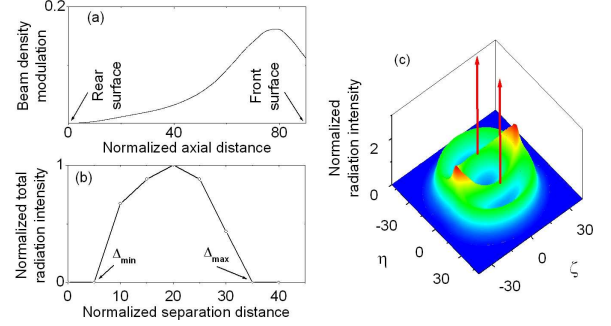 0.2
(a)
Beam density
modulation
Rear
surface
Front
surface
0
40
80
Normalized axial distance
1
(b)
Normalized total
radiation intensity
Δmin
Δmax
0
0
10
20
30
40
Normalized separation distance
(c)
Normalized
radiation intensity
2
0
-30
0
30
η
-30
0
30
ζ